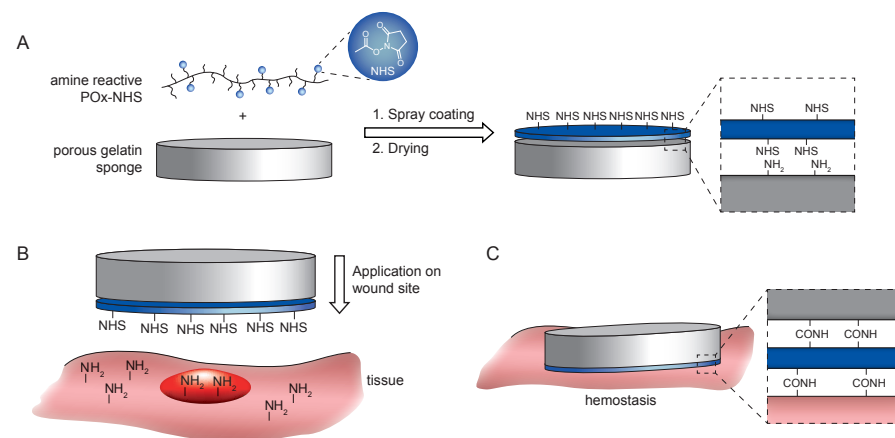 A
amine reactive
POx-NHS
O
O
N
O
O
NHS
+
porous gelatin
sponge
1. Spray coating
2. Drying
NHS NHS NHS NHS NHS NHS
NHS NHS
NHS NHS
NH2 NH2
B
NHS NHS NHS NHS NHS NHS
Application on
wound site
NH2 NH2 NH2 NH2 NH2 NH2
tissue
C
hemostasis
CONH CONH
CONH CONH